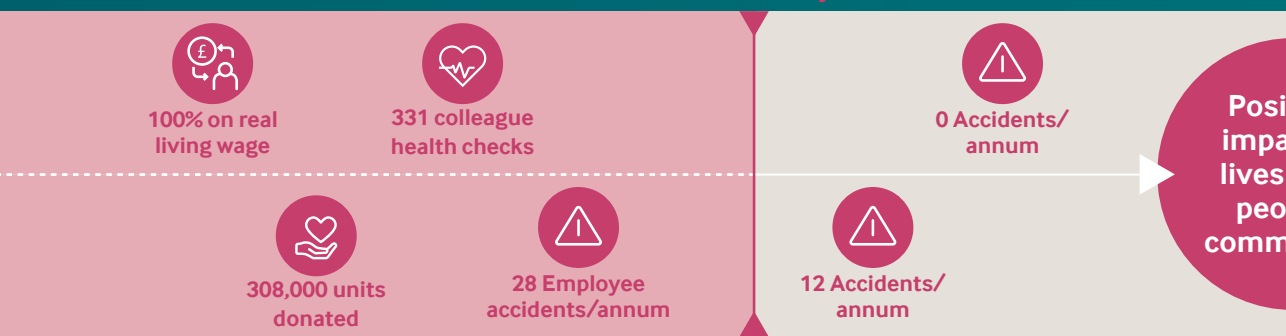 100% on real
living wage
331 colleague
health checks
0 Accidents/
annum
308,000 units
donated
28 Employee
accidents/annum
12 Accidents/
annum
lives